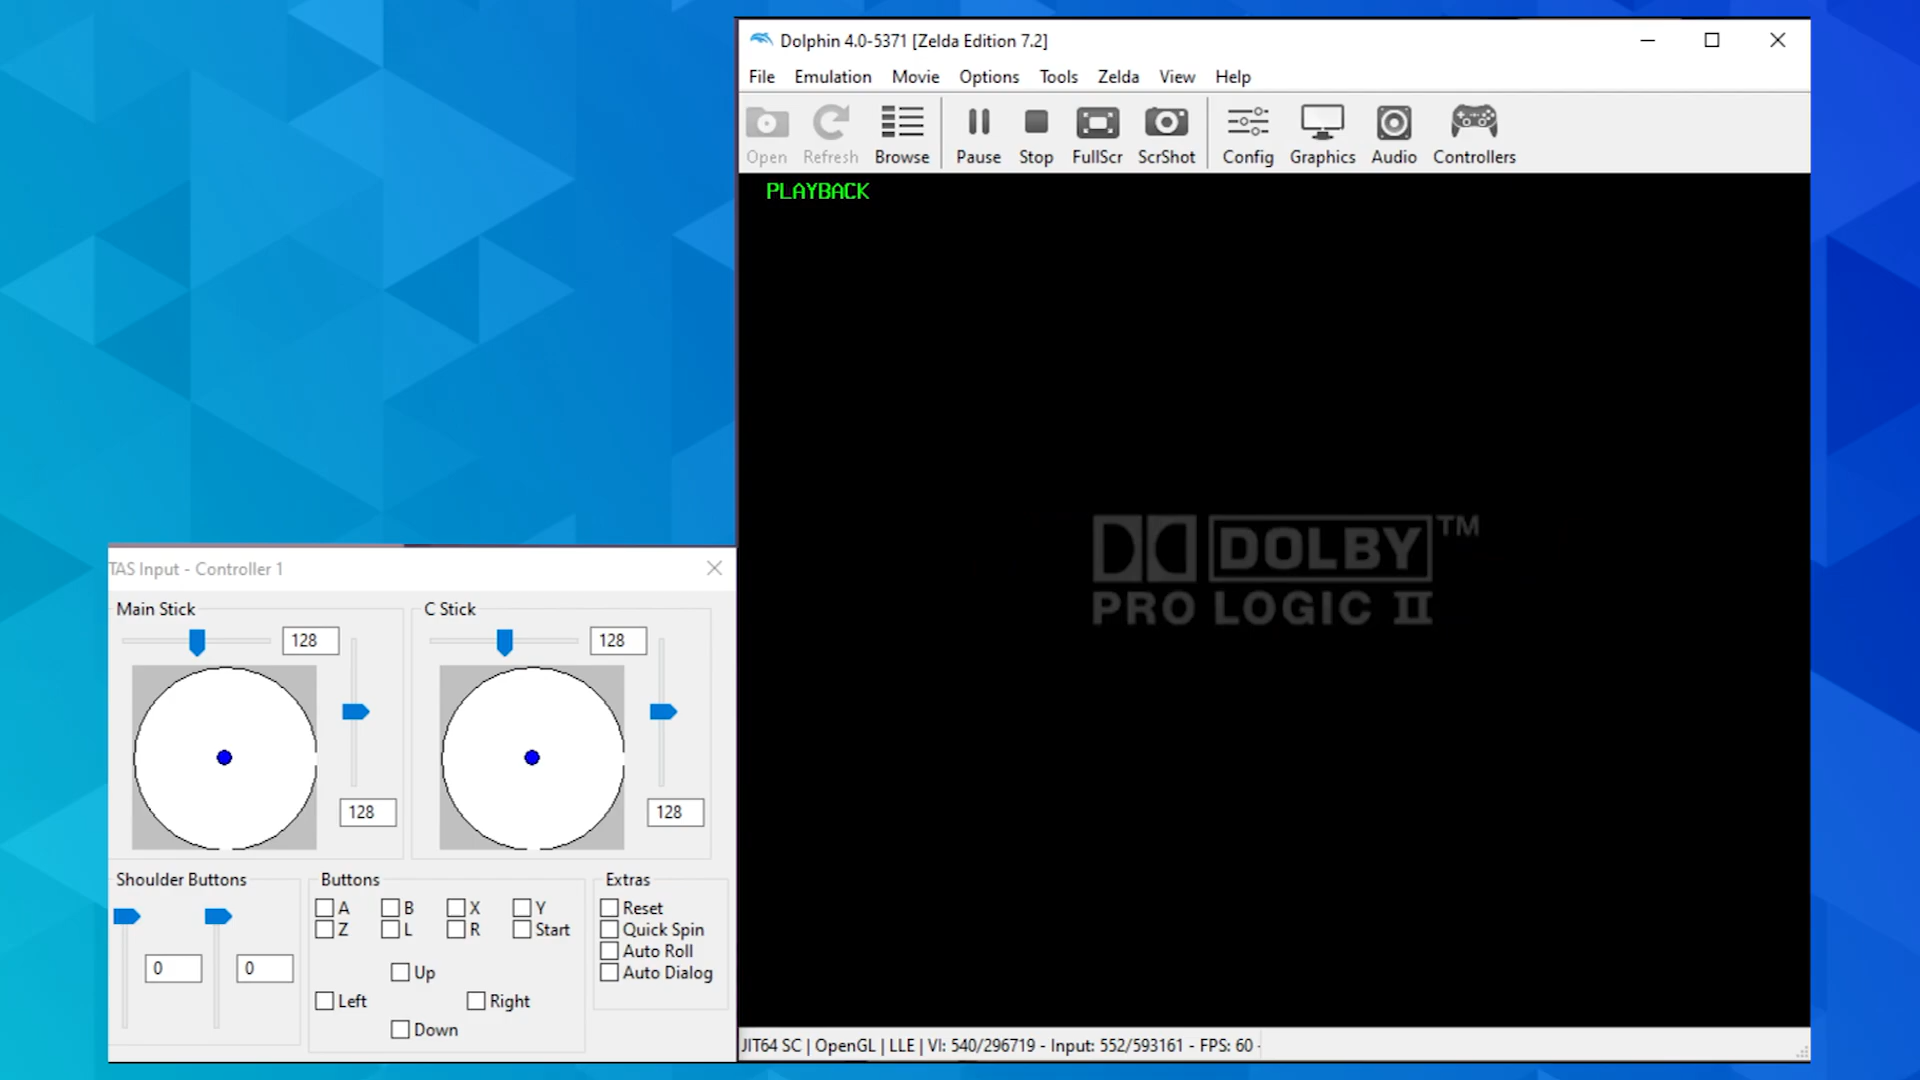 Dolphin 4.0-5371 [Zelda Edition 7.2]
File Emulation Movie Options Tools Zelda View Help
Open Refresh Browse Pause Stop FullScr ScrShot Config Graphics Audio Controllers
PLAYBACK
DOLBY™
PRO LOGIC II
TAS Input - Controller 1
Main Stick
128
128
C Stick
128
128
Shoulder Buttons
0 0
Buttons
A B X Y
Z L R Start
Up
Left Right
Down
Extras
Reset
Quick Spin
Auto Roll
Auto Dialog
JIT64 SC | OpenGL | LLE | VI: 540/296719 - Input: 552/593161 - FPS: 60 -